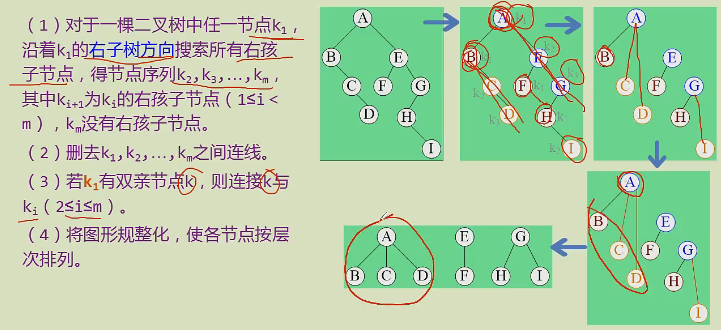 （1）对于一棵二叉树中任一节点k1，
沿着k1的右子树方向搜索所有右孩
子节点，得节点序列k2,k3,…,km，
其中ki+1为ki的右孩子节点（1≤i＜
m），km没有右孩子节点。
（2）删去k1,k2,…,km之间连线。
（3）若k1有双亲节点k，则连接k与
ki（2≤i≤m）。
（4）将图形规整化，使各节点按层
次排列。
A
B E
C F G
D H
I
A
B E
C F G
D H
I
A
B E
C F G
D H
I
A
B E
C F G
D H
I
A E G
B C D F H I